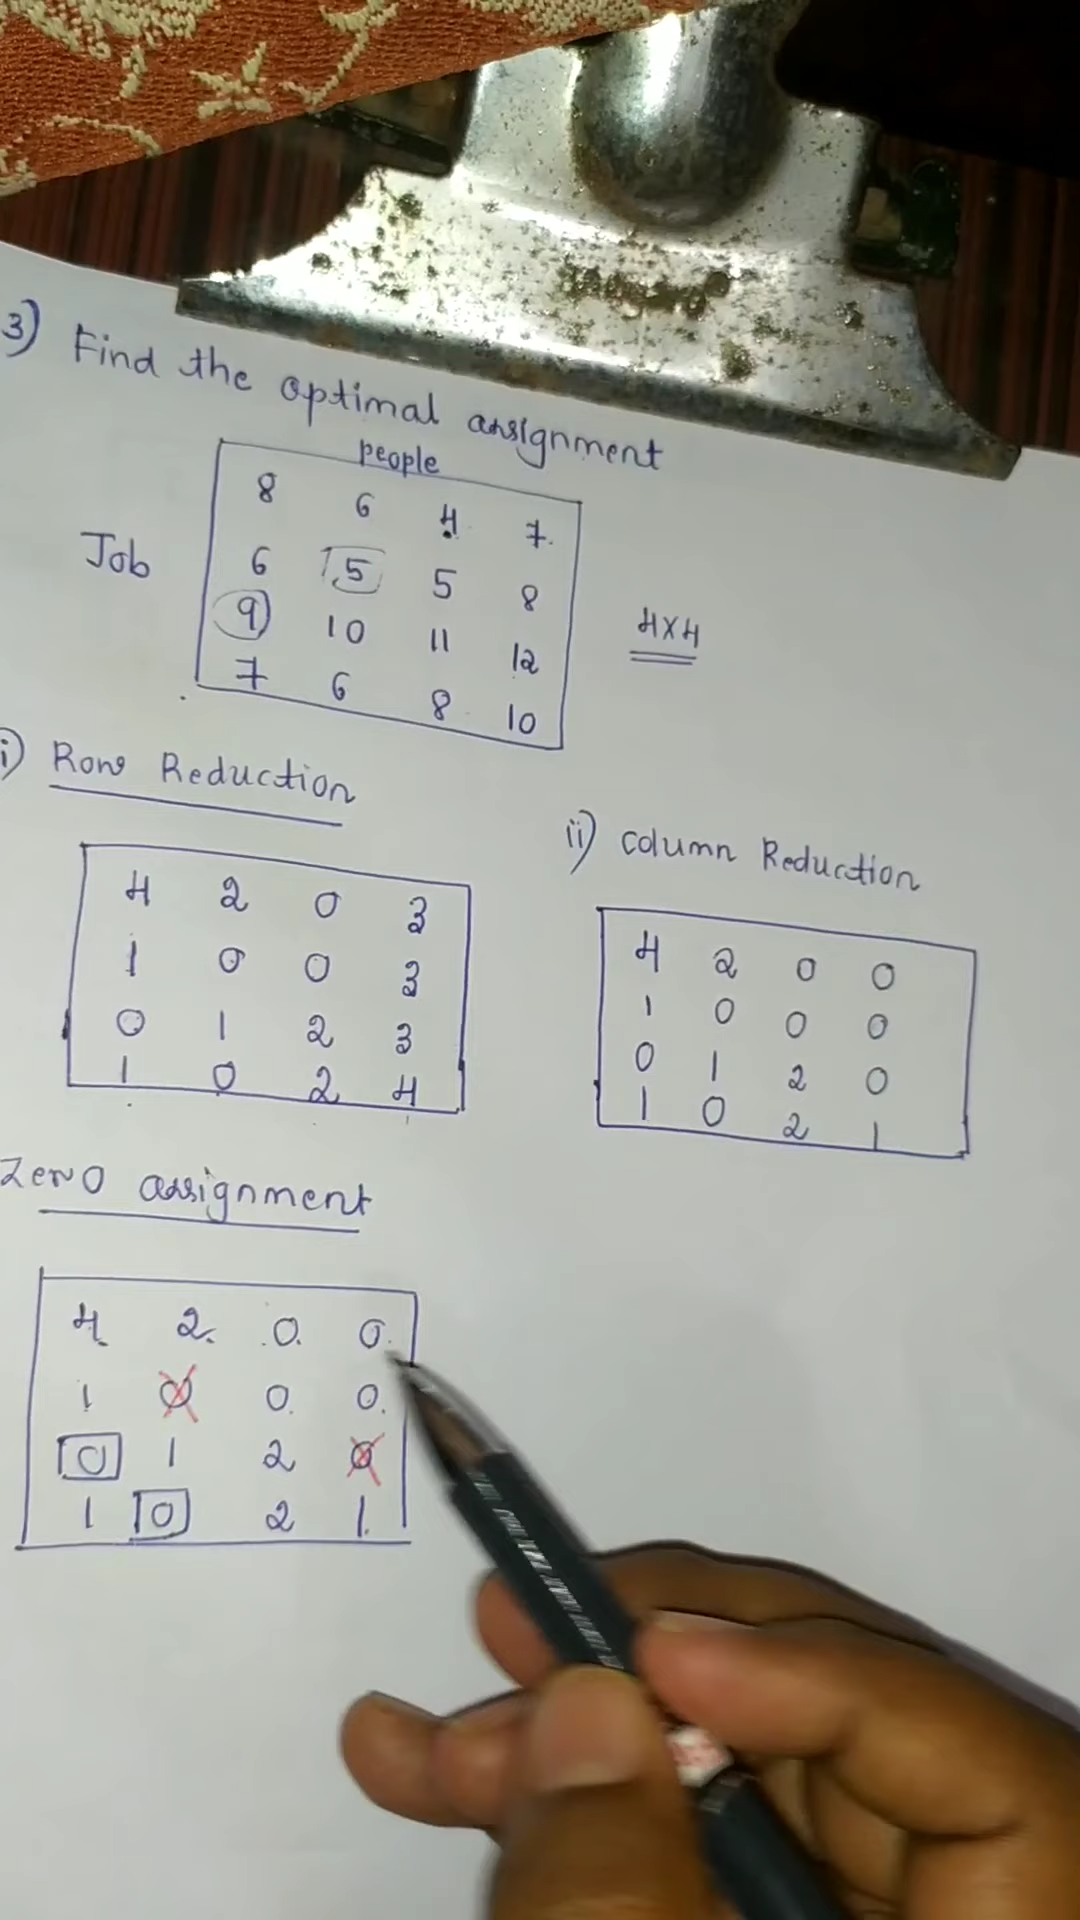 3) Find the optimal assignment
people
8 6 4 7
Job
6 5 5 8
9 10 11 12
4x4
7 6 8 10
i) Row Reduction
ii) Column Reduction
4 2 0 3
1 0 0 3
0 1 2 3
1 0 2 4
4 2 0 0
1 0 0 0
0 1 2 0
1 0 2 1
Zero assignment
4 2 0 0
1 0 0 0
0 1 2 0
1 0 2 1